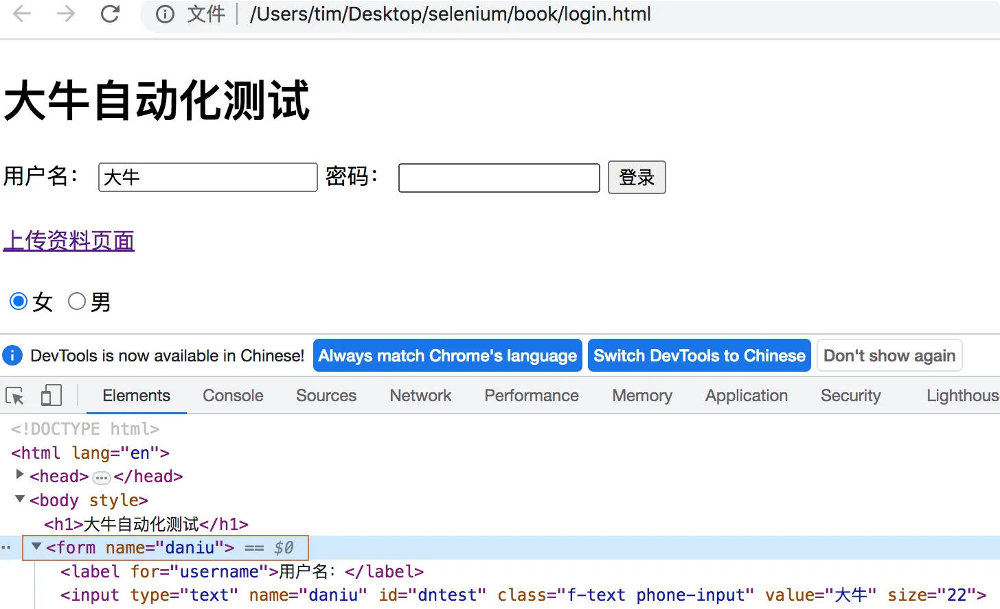 文件 /Users/tim/Desktop/selenium/book/login.html
大牛自动化测试
用户名： 大牛 密码： 登录
上传资料页面
女 男
DevTools is now available in Chinese! Always match Chrome's language Switch DevTools to Chinese Don't show again
Elements Console Sources Network Performance Memory Application Security Lighthous
<!DOCTYPE html>
<html lang="en">
<head>…</head>
<body style>
<h1>大牛自动化测试</h1>
<form name="daniu"> == $0
<label for="username">用户名：</label>
<input type="text" name="daniu" id="dntest" class="f-text phone-input" value="大牛" size="22">